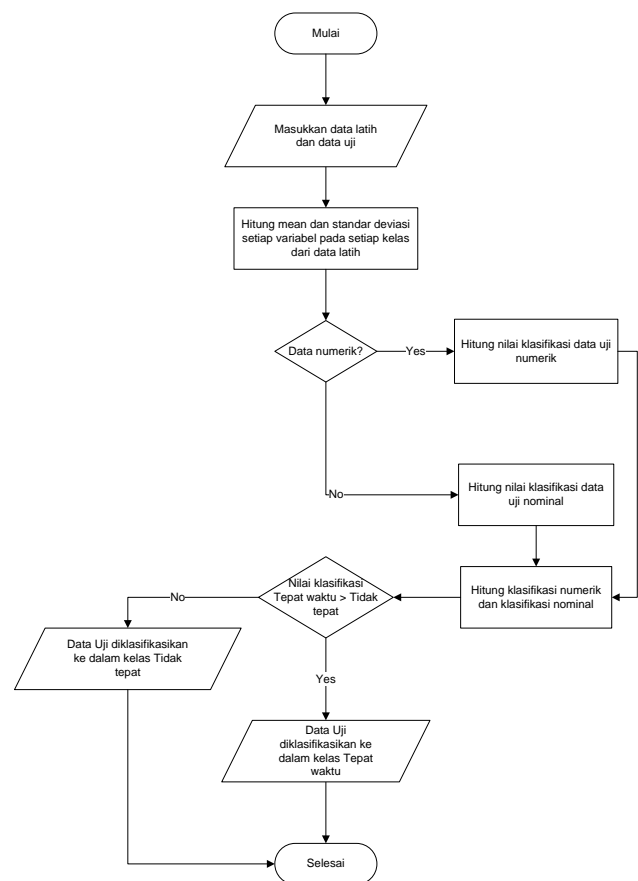 Mulai
Masukkan data latih
dan data uji
Hitung mean dan standar deviasi
setiap variabel pada setiap kelas
dari data latih
Data numerik?
Yes
Hitung nilai klasifikasi data uji
numerik
No
Hitung nilai klasifikasi data
uji nominal
Hitung klasifikasi numerik
dan klasifikasi nominal
Nilai klasifikasi
Tepat waktu > Tidak
tepat
No
Data Uji diklasifikasikan
ke dalam kelas Tidak
tepat
Yes
Data Uji
diklasifikasikan ke
dalam kelas Tepat
waktu
Selesai